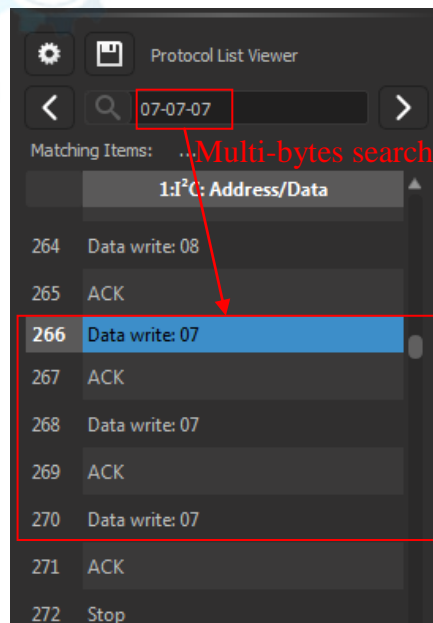 Protocol List Viewer
07-07-07
Matching Items: ... Multi-bytes search
1:I²C: Address/Data
264 Data write: 08
265 ACK
266 Data write: 07
267 ACK
268 Data write: 07
269 ACK
270 Data write: 07
271 ACK
272 Stop